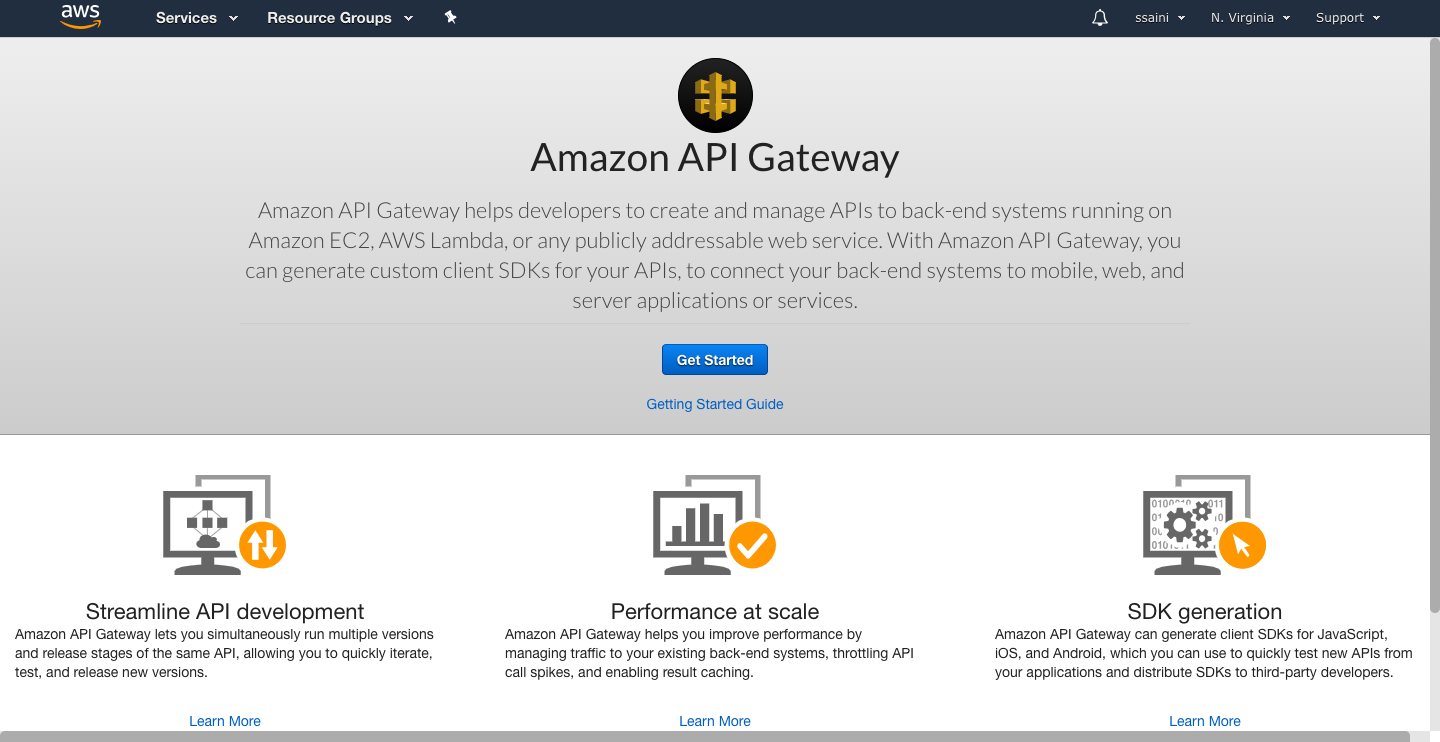 aws
Services
Resource Groups
ssaini
N. Virginia
Support
Amazon API Gateway
Amazon API Gateway helps developers to create and manage APIs to back-end systems running on
Amazon EC2, AWS Lambda, or any publicly addressable web service. With Amazon API Gateway, you
can generate custom client SDKs for your APIs, to connect your back-end systems to mobile, web, and
server applications or services.
Get Started
Getting Started Guide
Streamline API development
Amazon API Gateway lets you simultaneously run multiple versions
and release stages of the same API, allowing you to quickly iterate,
test, and release new versions.
Learn More
Performance at scale
Amazon API Gateway helps you improve performance by
managing traffic to your existing back-end systems, throttling API
call spikes, and enabling result caching.
Learn More
SDK generation
Amazon API Gateway can generate client SDKs for JavaScript,
iOS, and Android, which you can use to quickly test new APIs from
your applications and distribute SDKs to third-party developers.
Learn More